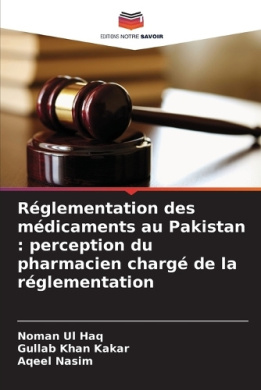 EDITIONS NOTRE SAVOIR
Réglementation des
médicaments au Pakistan
: perception du
pharmacien chargé de la
réglementation
Noman Ul Haq
Gullab Khan Kakar
Aqeel Nasim